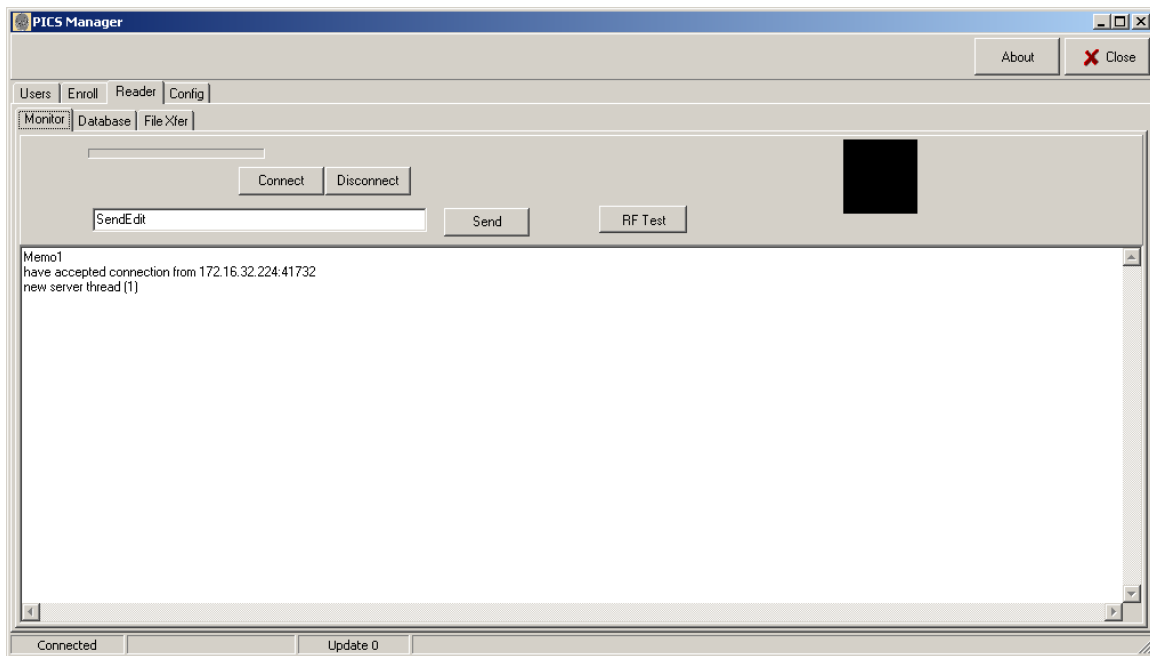 PICS Manager
About
Close
Users
Enroll
Reader
Config
Monitor
Database
File Xfer
Connect
Disconnect
SendEdit
Send
RF Test
Memo1
have accepted connection from 172.16.32.224:41732
new server thread (1)
Connected
Update 0